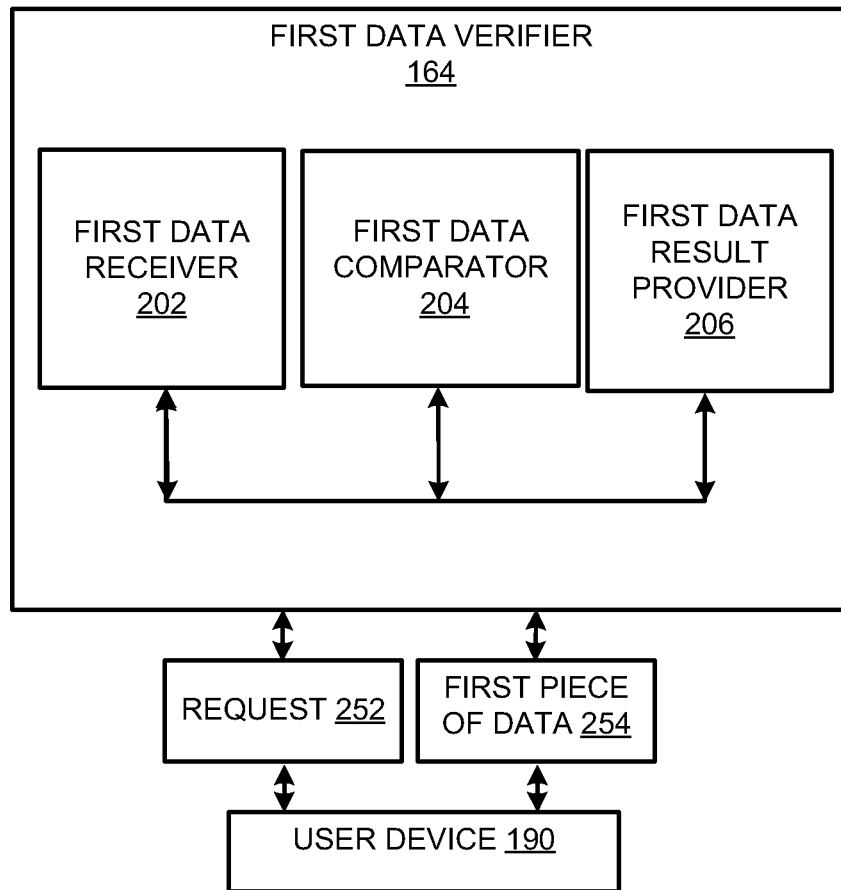 FIRST DATA VERIFIER
164
FIRST DATA
RECEIVER
202
FIRST DATA
COMPARATOR
204
FIRST DATA
RESULT
PROVIDER
206
REQUEST 252
FIRST PIECE
OF DATA 254
USER DEVICE 190